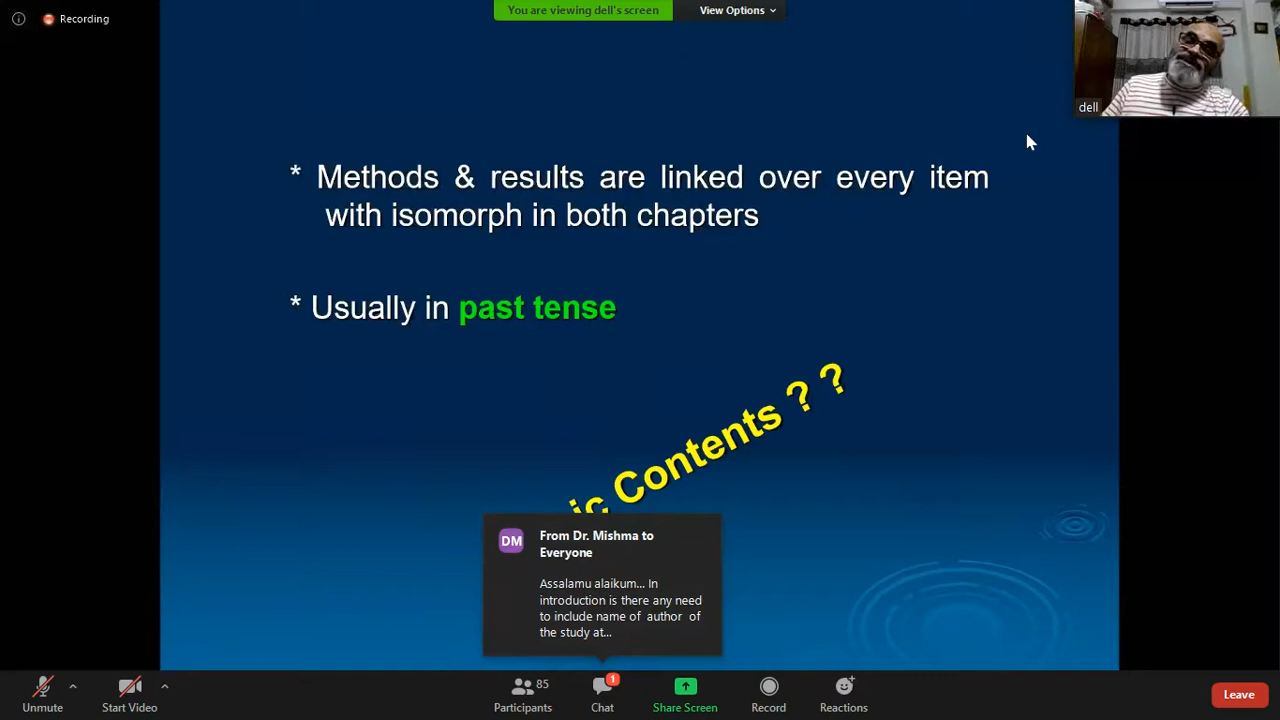 Recording
You are viewing dell's screen
View Options
dell
* Methods & results are linked over every item
with isomorph in both chapters
* Usually in past tense
Contents ? ?
DM
From Dr. Mishma to
Everyone
Assalamu alaikum... In
introduction is there any need
to include name of author of
the study at...
Unmute
Start Video
85
Participants
1
Chat
Share Screen
Record
Reactions
Leave